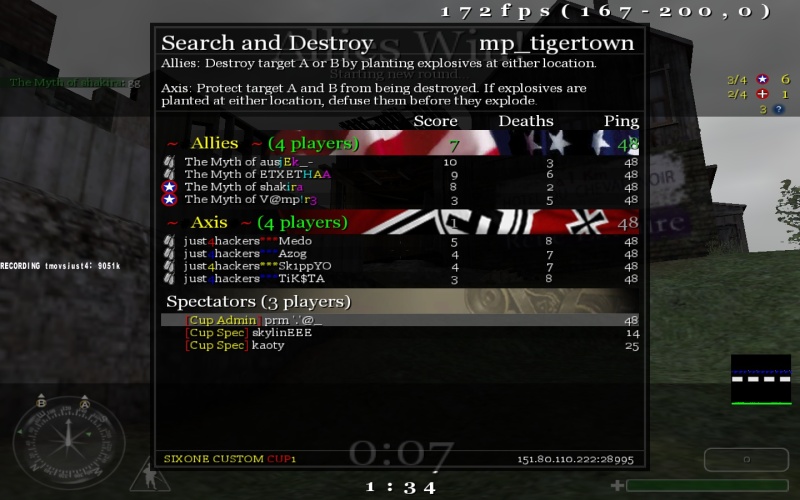 172fps(167-200,0)
Search and Destroy mp_tigertown
Allies: Destroy target A or B by planting explosives at either location.
Starting new round...
The Myth of shakira: gg
Axis: Protect target A and B from being destroyed. If explosives are
planted at either location, defuse them before they explode.
3/4 6
2/4 1
3 ?
Score Deaths Ping
~ Allies ~ (4 players) 7 48
The Myth of ausjEk_- 10 3 48
The Myth of ETXETHAA 9 6 48
The Myth of shakira 8 2 48
The Myth of V@mp!r3 3 5 48
~ Axis ~ (4 players) 1 48
just4hackers***Medo 5 8 48
just4hackers***Azog 4 7 48
just4hackers***Sk1ppYO 4 7 48
just4hackers***TiK$TA 3 8 48
RECORDING tmovsjust4: 9051k
Spectators (3 players)
[Cup Admin] prm '.'@_ 48
[Cup Spec] skylinEEE 14
[Cup Spec] kaoty 25
B A
0:07
SIXONE CUSTOM CUP1 151.80.110.222:28995
1:34